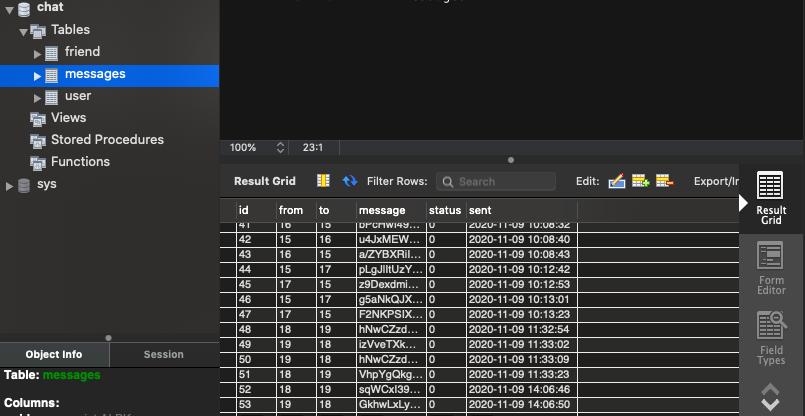 chat
Tables
friend
messages
user
Views
Stored Procedures
Functions
sys
100% 23:1
Result Grid Filter Rows: Search Edit: Export/Ir
id from to message status sent
41 16 15 bPcHwI49... 0 2020-11-09 10:08:32
42 15 16 u4JxMEW... 0 2020-11-09 10:08:40
43 16 15 a/ZYBXRiI... 0 2020-11-09 10:08:43
44 15 17 pLgJlltUzY... 0 2020-11-09 10:12:42
45 17 15 z9Dexdmi... 0 2020-11-09 10:12:53
46 15 17 g5aNkQJX... 0 2020-11-09 10:13:01
47 17 15 F2NKPSIX... 0 2020-11-09 10:13:23
48 18 19 hNwCZzd... 0 2020-11-09 11:32:54
49 19 18 izVveTXk... 0 2020-11-09 11:33:02
50 19 18 hNwCZzd... 0 2020-11-09 11:33:09
51 18 19 VhpYgQkg... 0 2020-11-09 11:33:23
52 18 19 sqWCxI39... 0 2020-11-09 14:06:46
53 19 18 GkhwLxLy... 0 2020-11-09 14:06:50
Result
Grid
Form
Editor
Field
Types
Object Info Session
Table: messages
Columns: